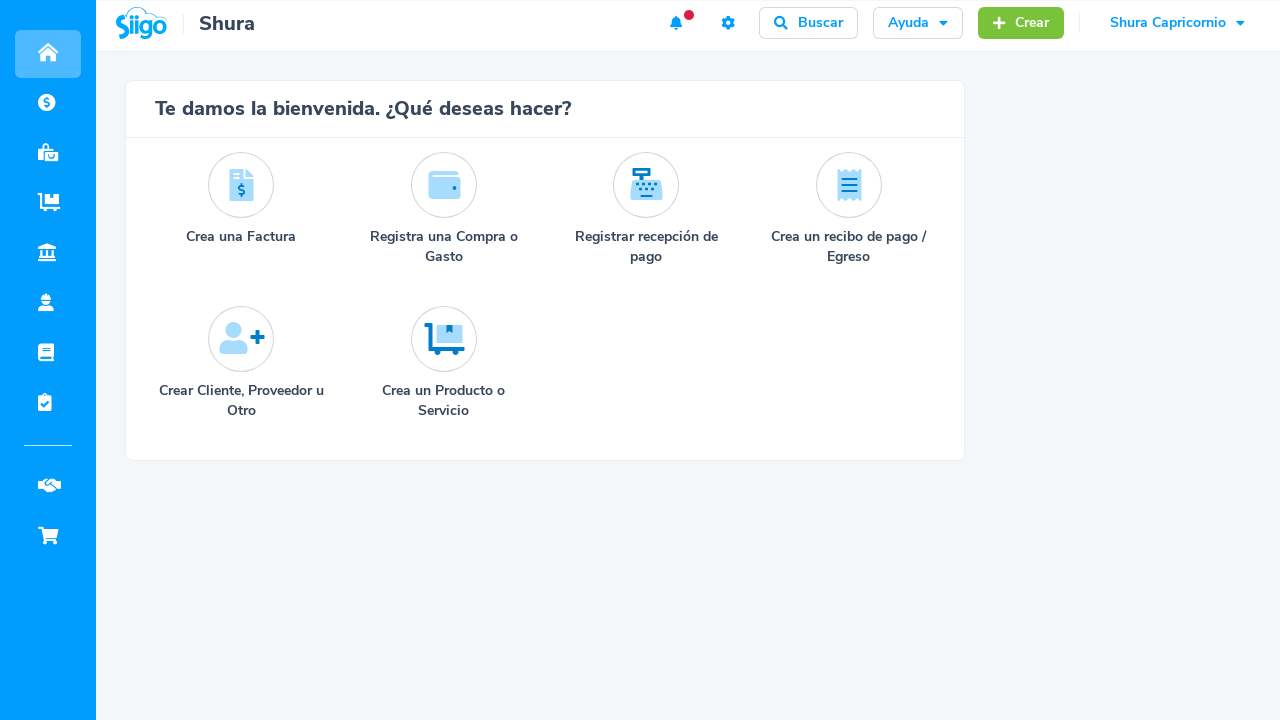 Siigo
Shura
Buscar
Ayuda
Crear
Shura Capricornio
Te damos la bienvenida. ¿Qué deseas hacer?
Crea una Factura
Registra una Compra o
Gasto
Registrar recepción de
pago
Crea un recibo de pago /
Egreso
Crear Cliente, Proveedor u
Otro
Crea un Producto o
Servicio